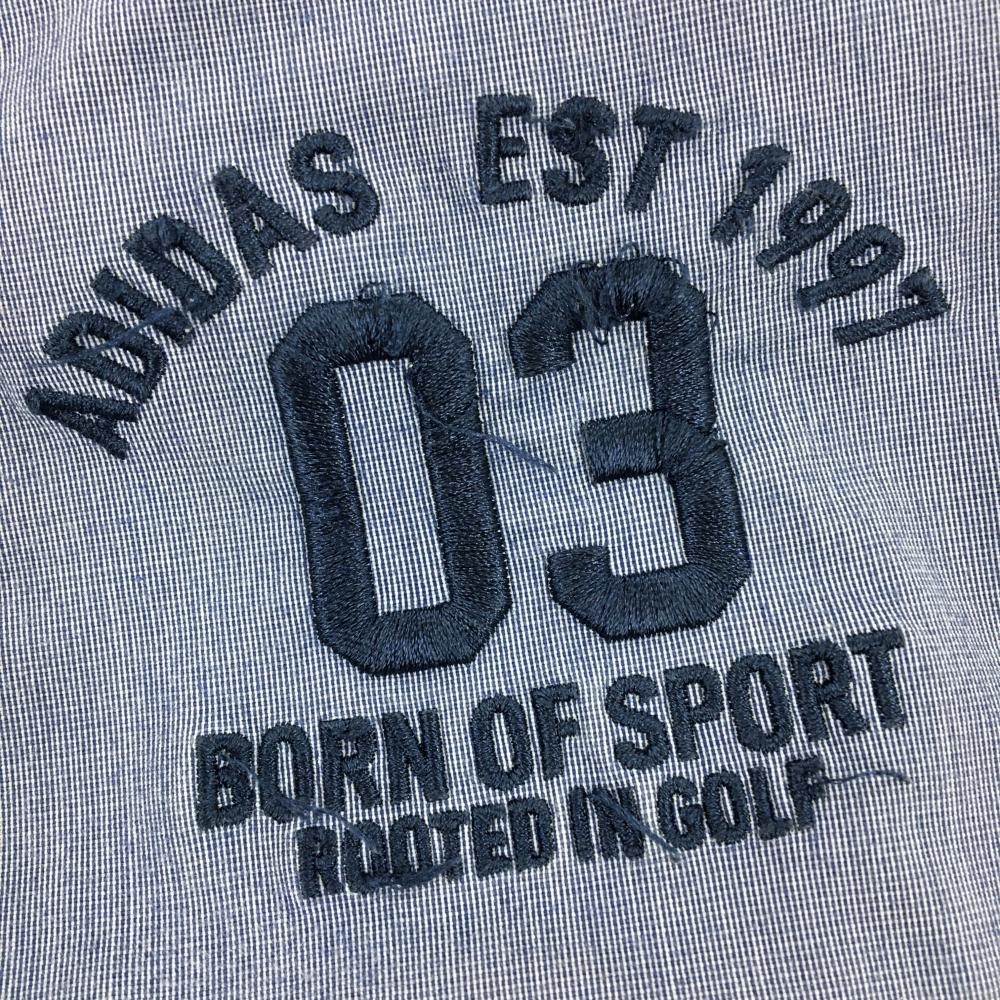 ADIDAS EST 1997
03
BORN OF SPORT
ROOTED IN GOLF